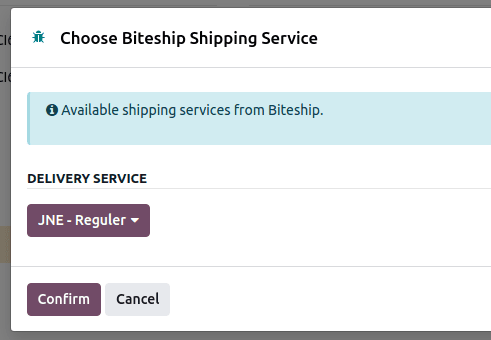 Choose Biteship Shipping Service
Available shipping services from Biteship.
DELIVERY SERVICE
JNE - Reguler
Confirm Cancel